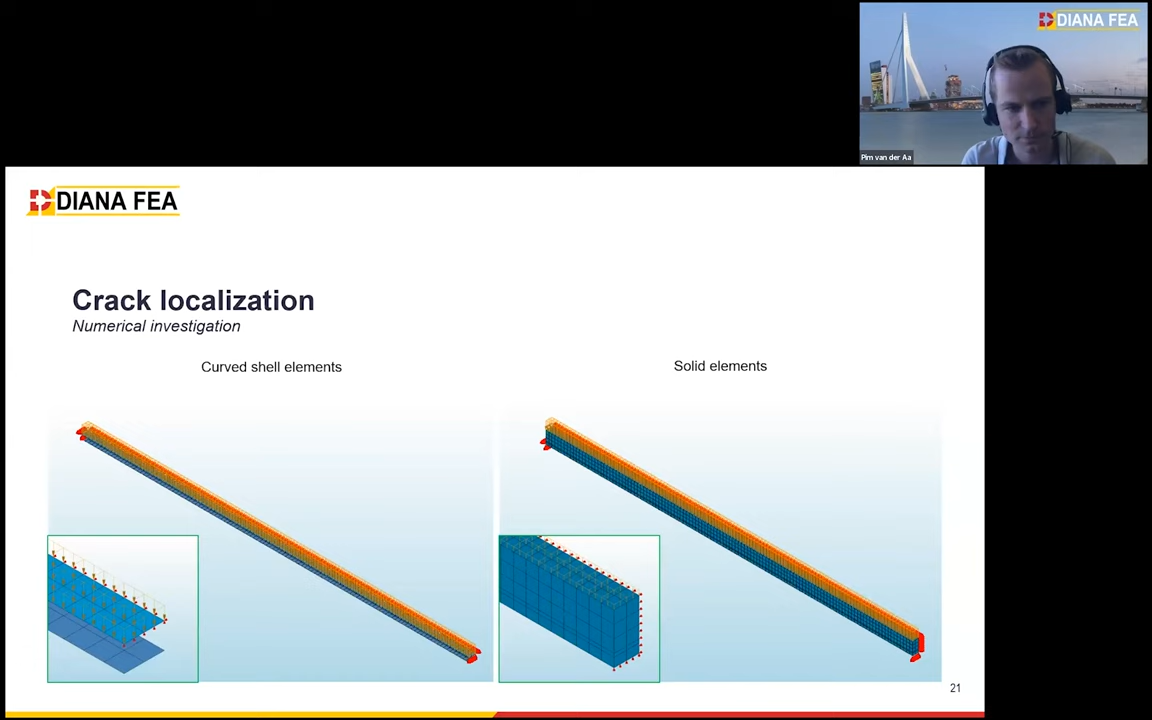 DIANA FEA
Pim van der Aa
DIANA FEA
Crack localization
Numerical investigation
Curved shell elements
Solid elements
21